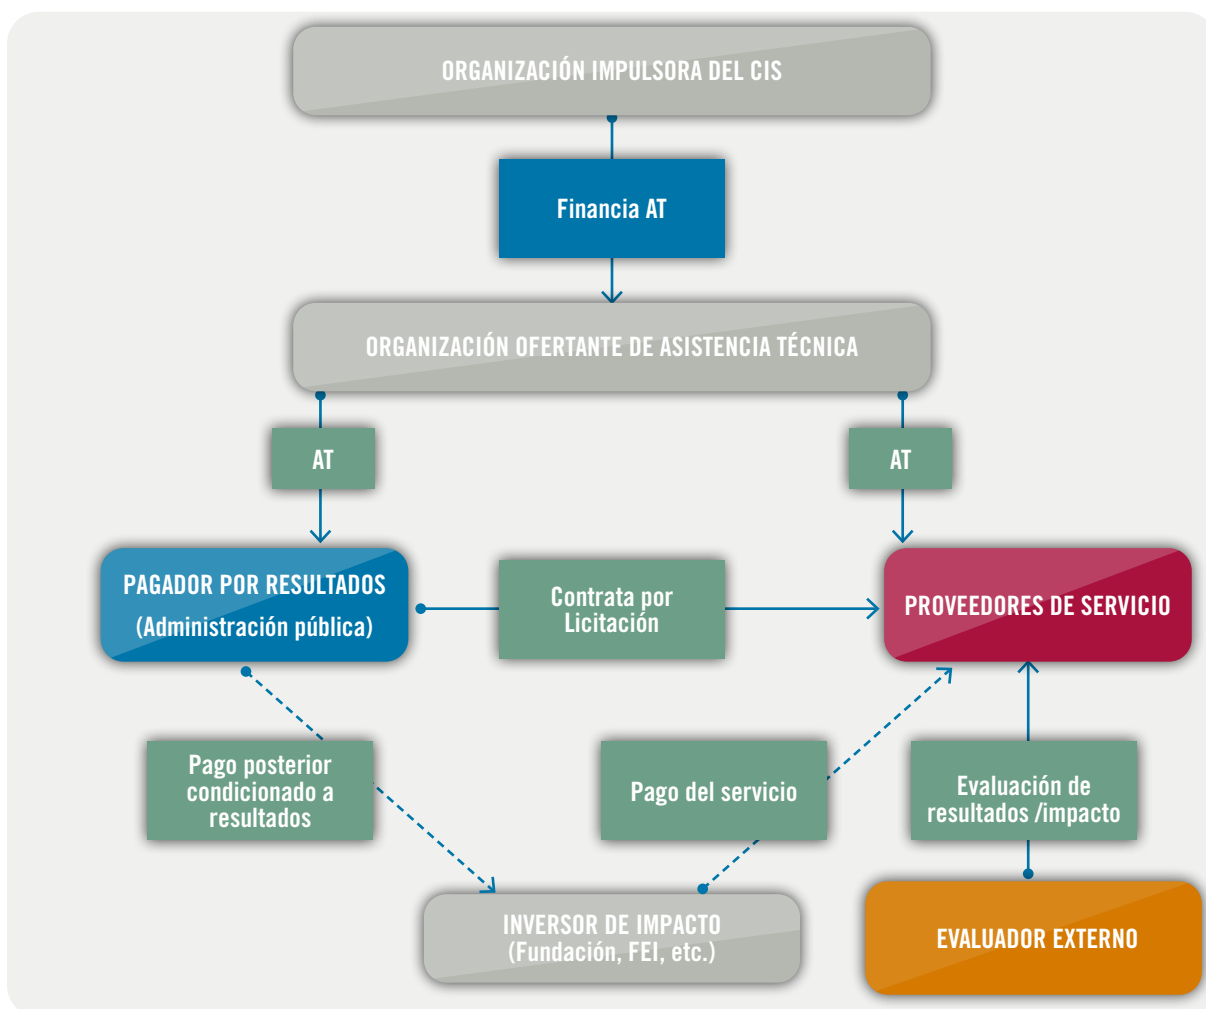 ORGANIZACIÓN IMPULSORA DEL CIS
Financia AT
ORGANIZACIÓN OFERTANTE DE ASISTENCIA TÉCNICA
AT
AT
PAGADOR POR RESULTADOS
(Administración pública)
Contrata por
Licitación
PROVEEDORES DE SERVICIO
Pago posterior
condicionado a
resultados
Pago del servicio
Evaluación de
resultados /impacto
INVERSOR DE IMPACTO
(Fundación, FEI, etc.)
EVALUADOR EXTERNO